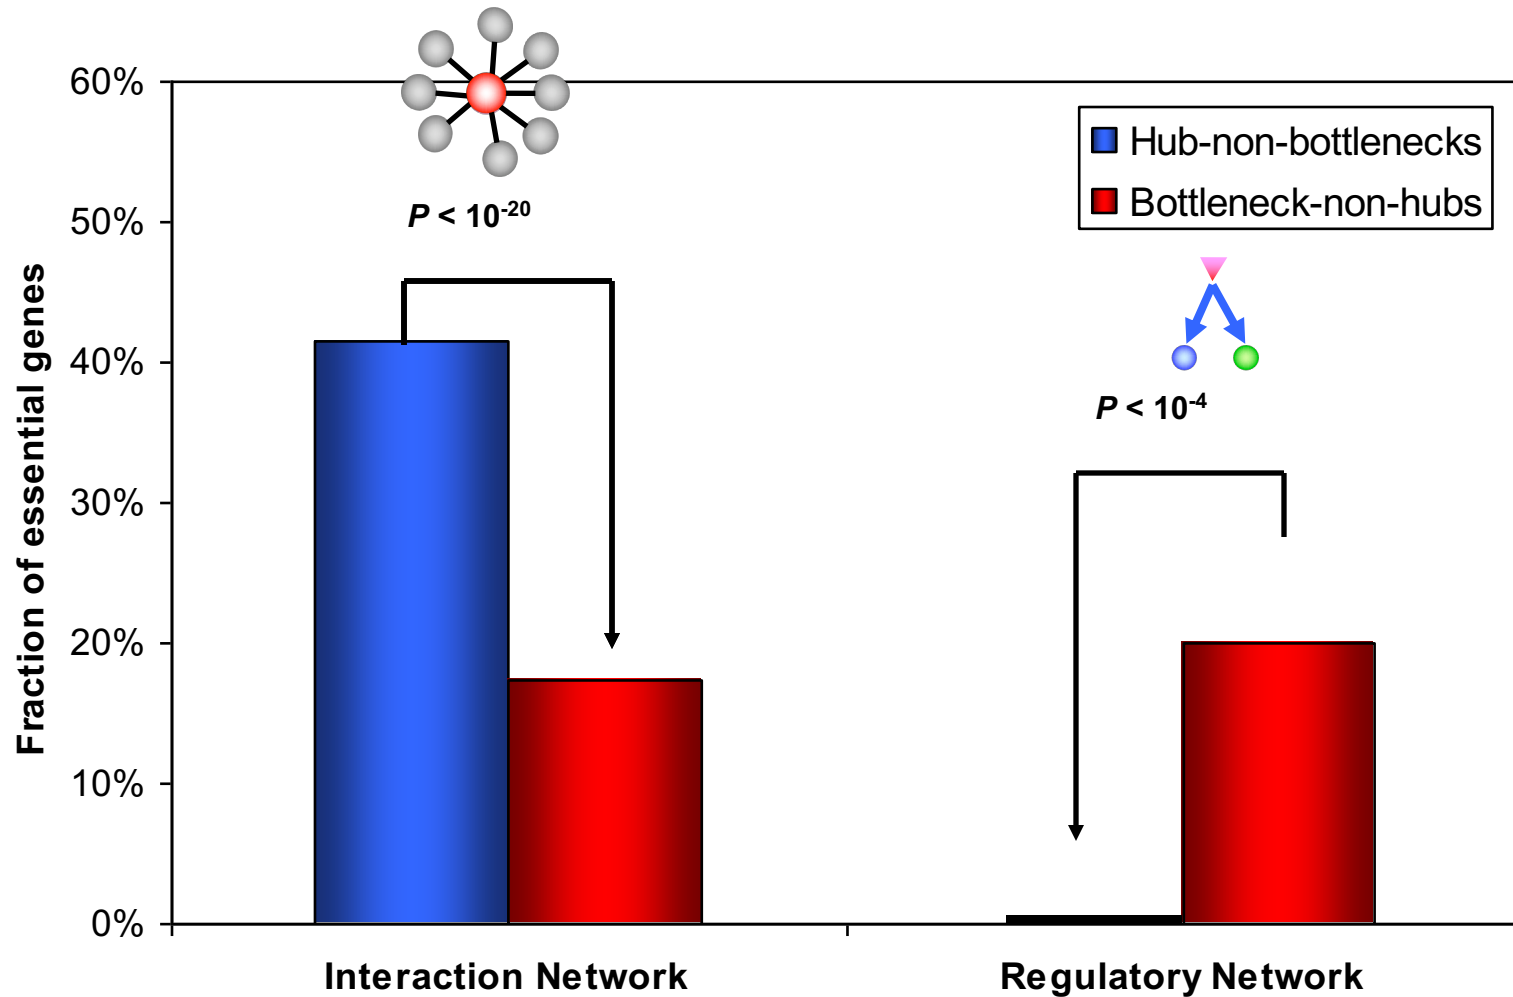 60%
50%
40%
30%
20%
10%
0%
Fraction of essential genes
P < 10⁻²⁰
Hub-non-bottlenecks
Bottleneck-non-hubs
P < 10⁻⁴
Interaction Network
Regulatory Network